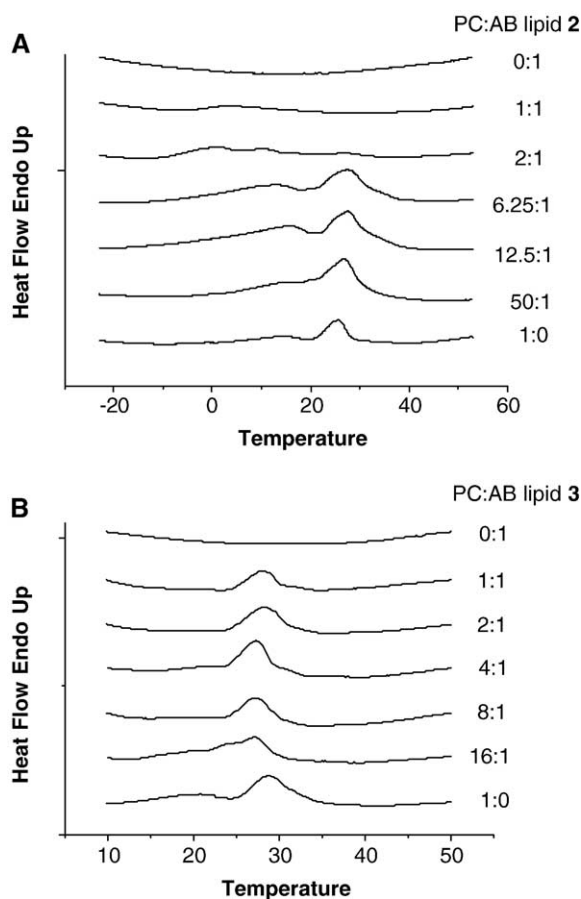 A
PC:AB lipid 2
0:1
1:1
2:1
6.25:1
12.5:1
50:1
1:0
Heat Flow Endo Up
-20 0 20 40 60
Temperature
B
PC:AB lipid 3
0:1
1:1
2:1
4:1
8:1
16:1
1:0
Heat Flow Endo Up
10 20 30 40 50
Temperature